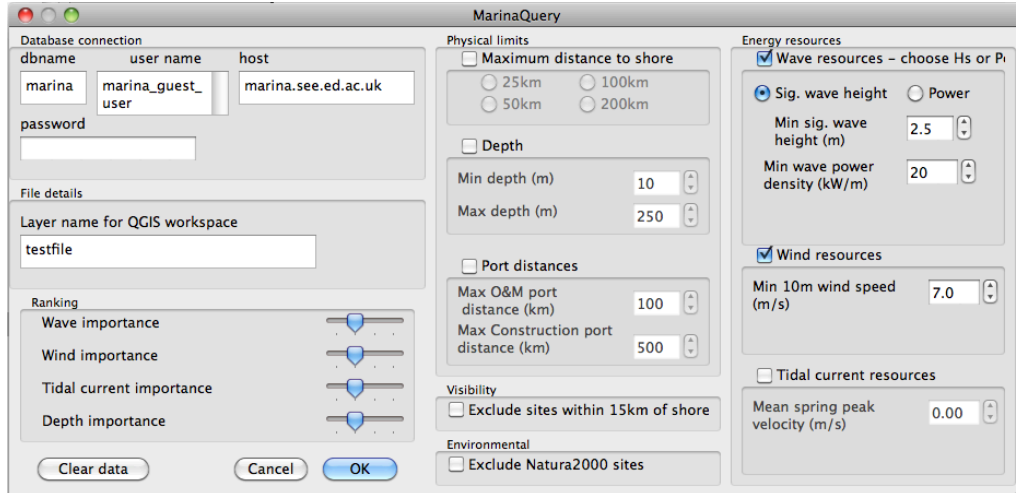 MarinaQuery
Database connection
dbname user name host
marina
marina_guest_
user
marina.see.ed.ac.uk
password
File details
Layer name for QGIS workspace
testfile
Ranking
Wave importance
Wind importance
Tidal current importance
Depth importance
Clear data Cancel OK
Physical limits
Maximum distance to shore
25km 100km
50km 200km
Depth
Min depth (m) 10
Max depth (m) 250
Port distances
Max O&M port
distance (km) 100
Max Construction port
distance (km) 500
Visibility
Exclude sites within 15km of shore
Environmental
Exclude Natura2000 sites
Energy resources
Wave resources - choose Hs or P
Sig. wave height Power
Min sig. wave
height (m) 2.5
Min wave power
density (kW/m) 20
Wind resources
Min 10m wind speed
(m/s) 7.0
Tidal current resources
Mean spring peak
velocity (m/s) 0.00